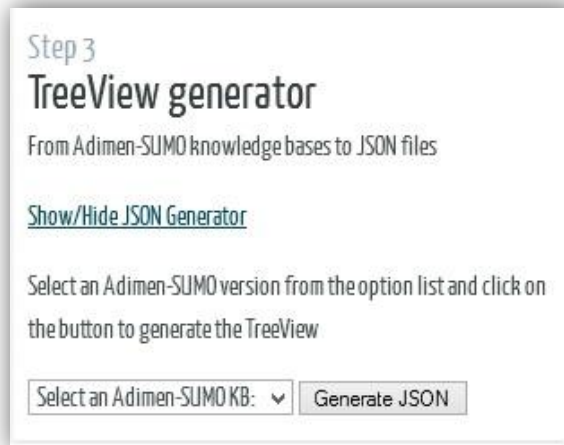 Step 3
TreeView generator
From Adimen-SUMO knowledge bases to JSON files
Show/Hide JSON Generator
Select an Adimen-SUMO version from the option list and click on
the button to generate the TreeView
Select an Adimen-SUMO KB: Generate JSON